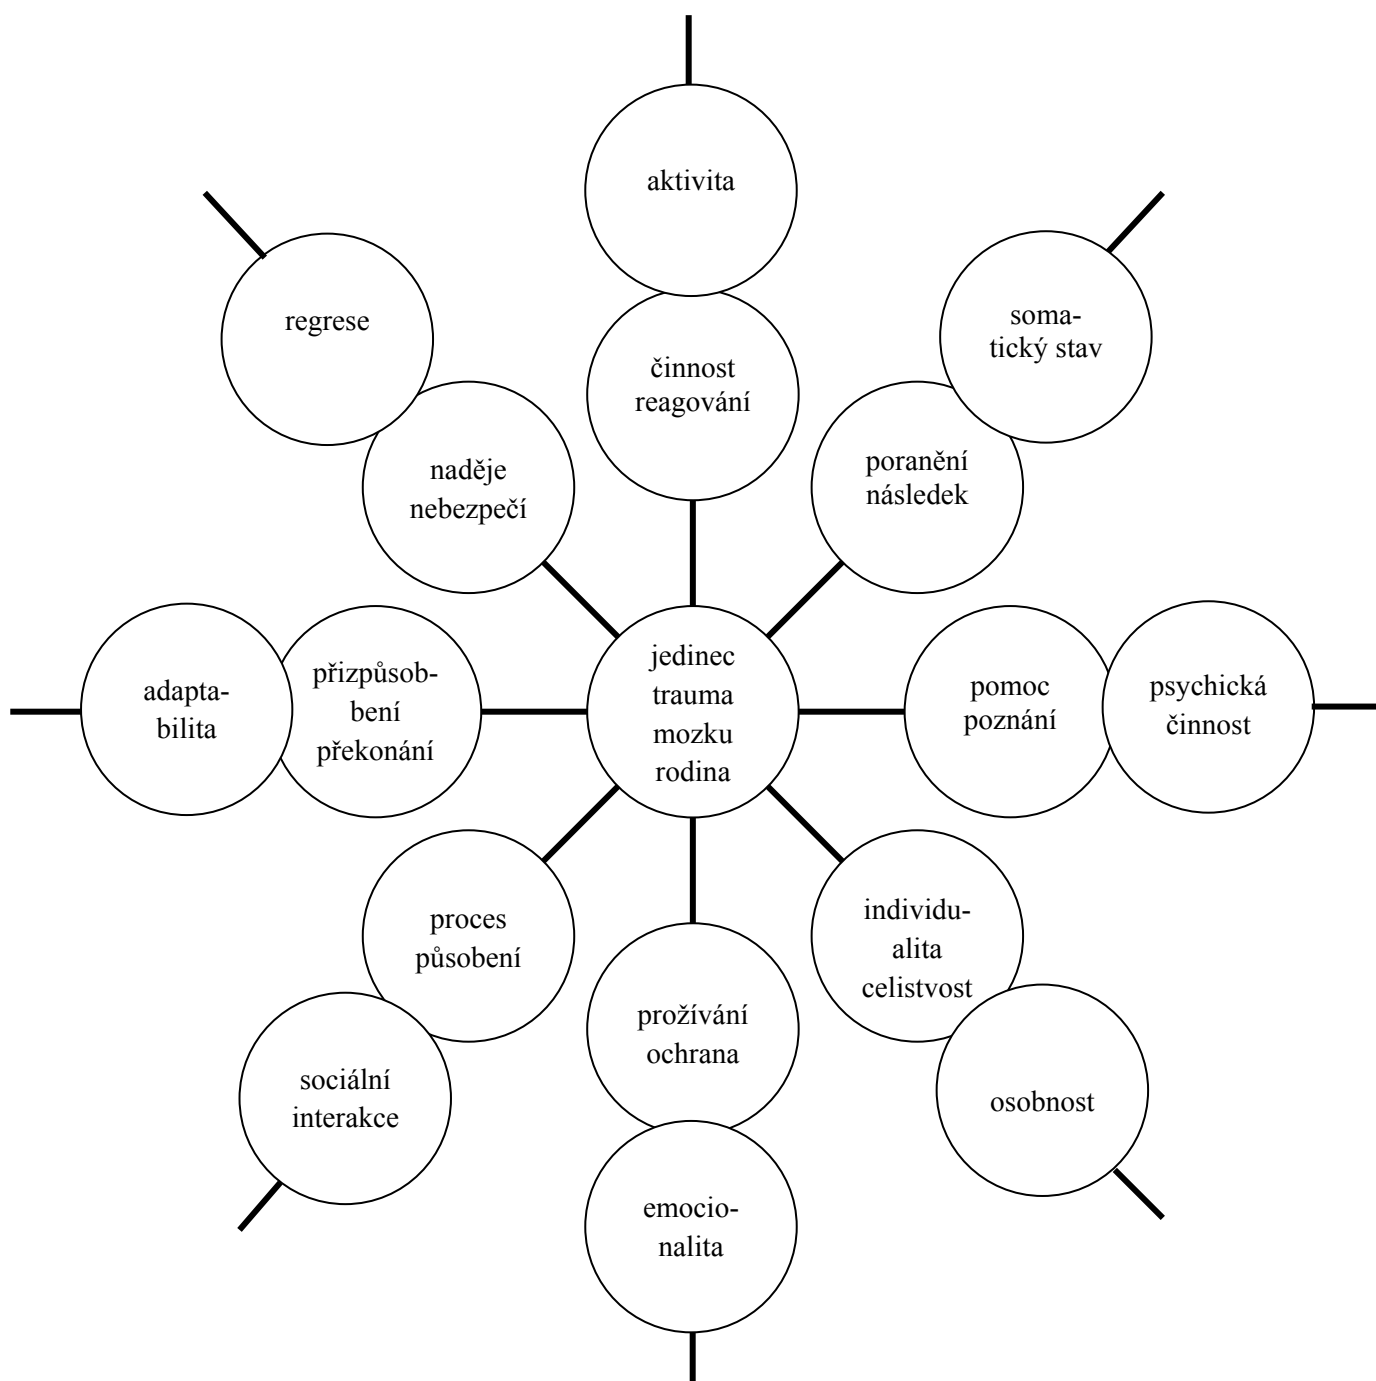 aktivita
činnost
reagování
soma-
tický stav
poranění
následek
regrese
naděje
nebezpečí
adapta-
bilita
přizpůsob-
bení
překonání
jedinec
trauma
mozku
rodina
pomoc
poznání
psychická
činnost
proces
působení
sociální
interakce
prožívání
ochrana
emocio-
nalita
individu-
alita
celistvost
osobnost